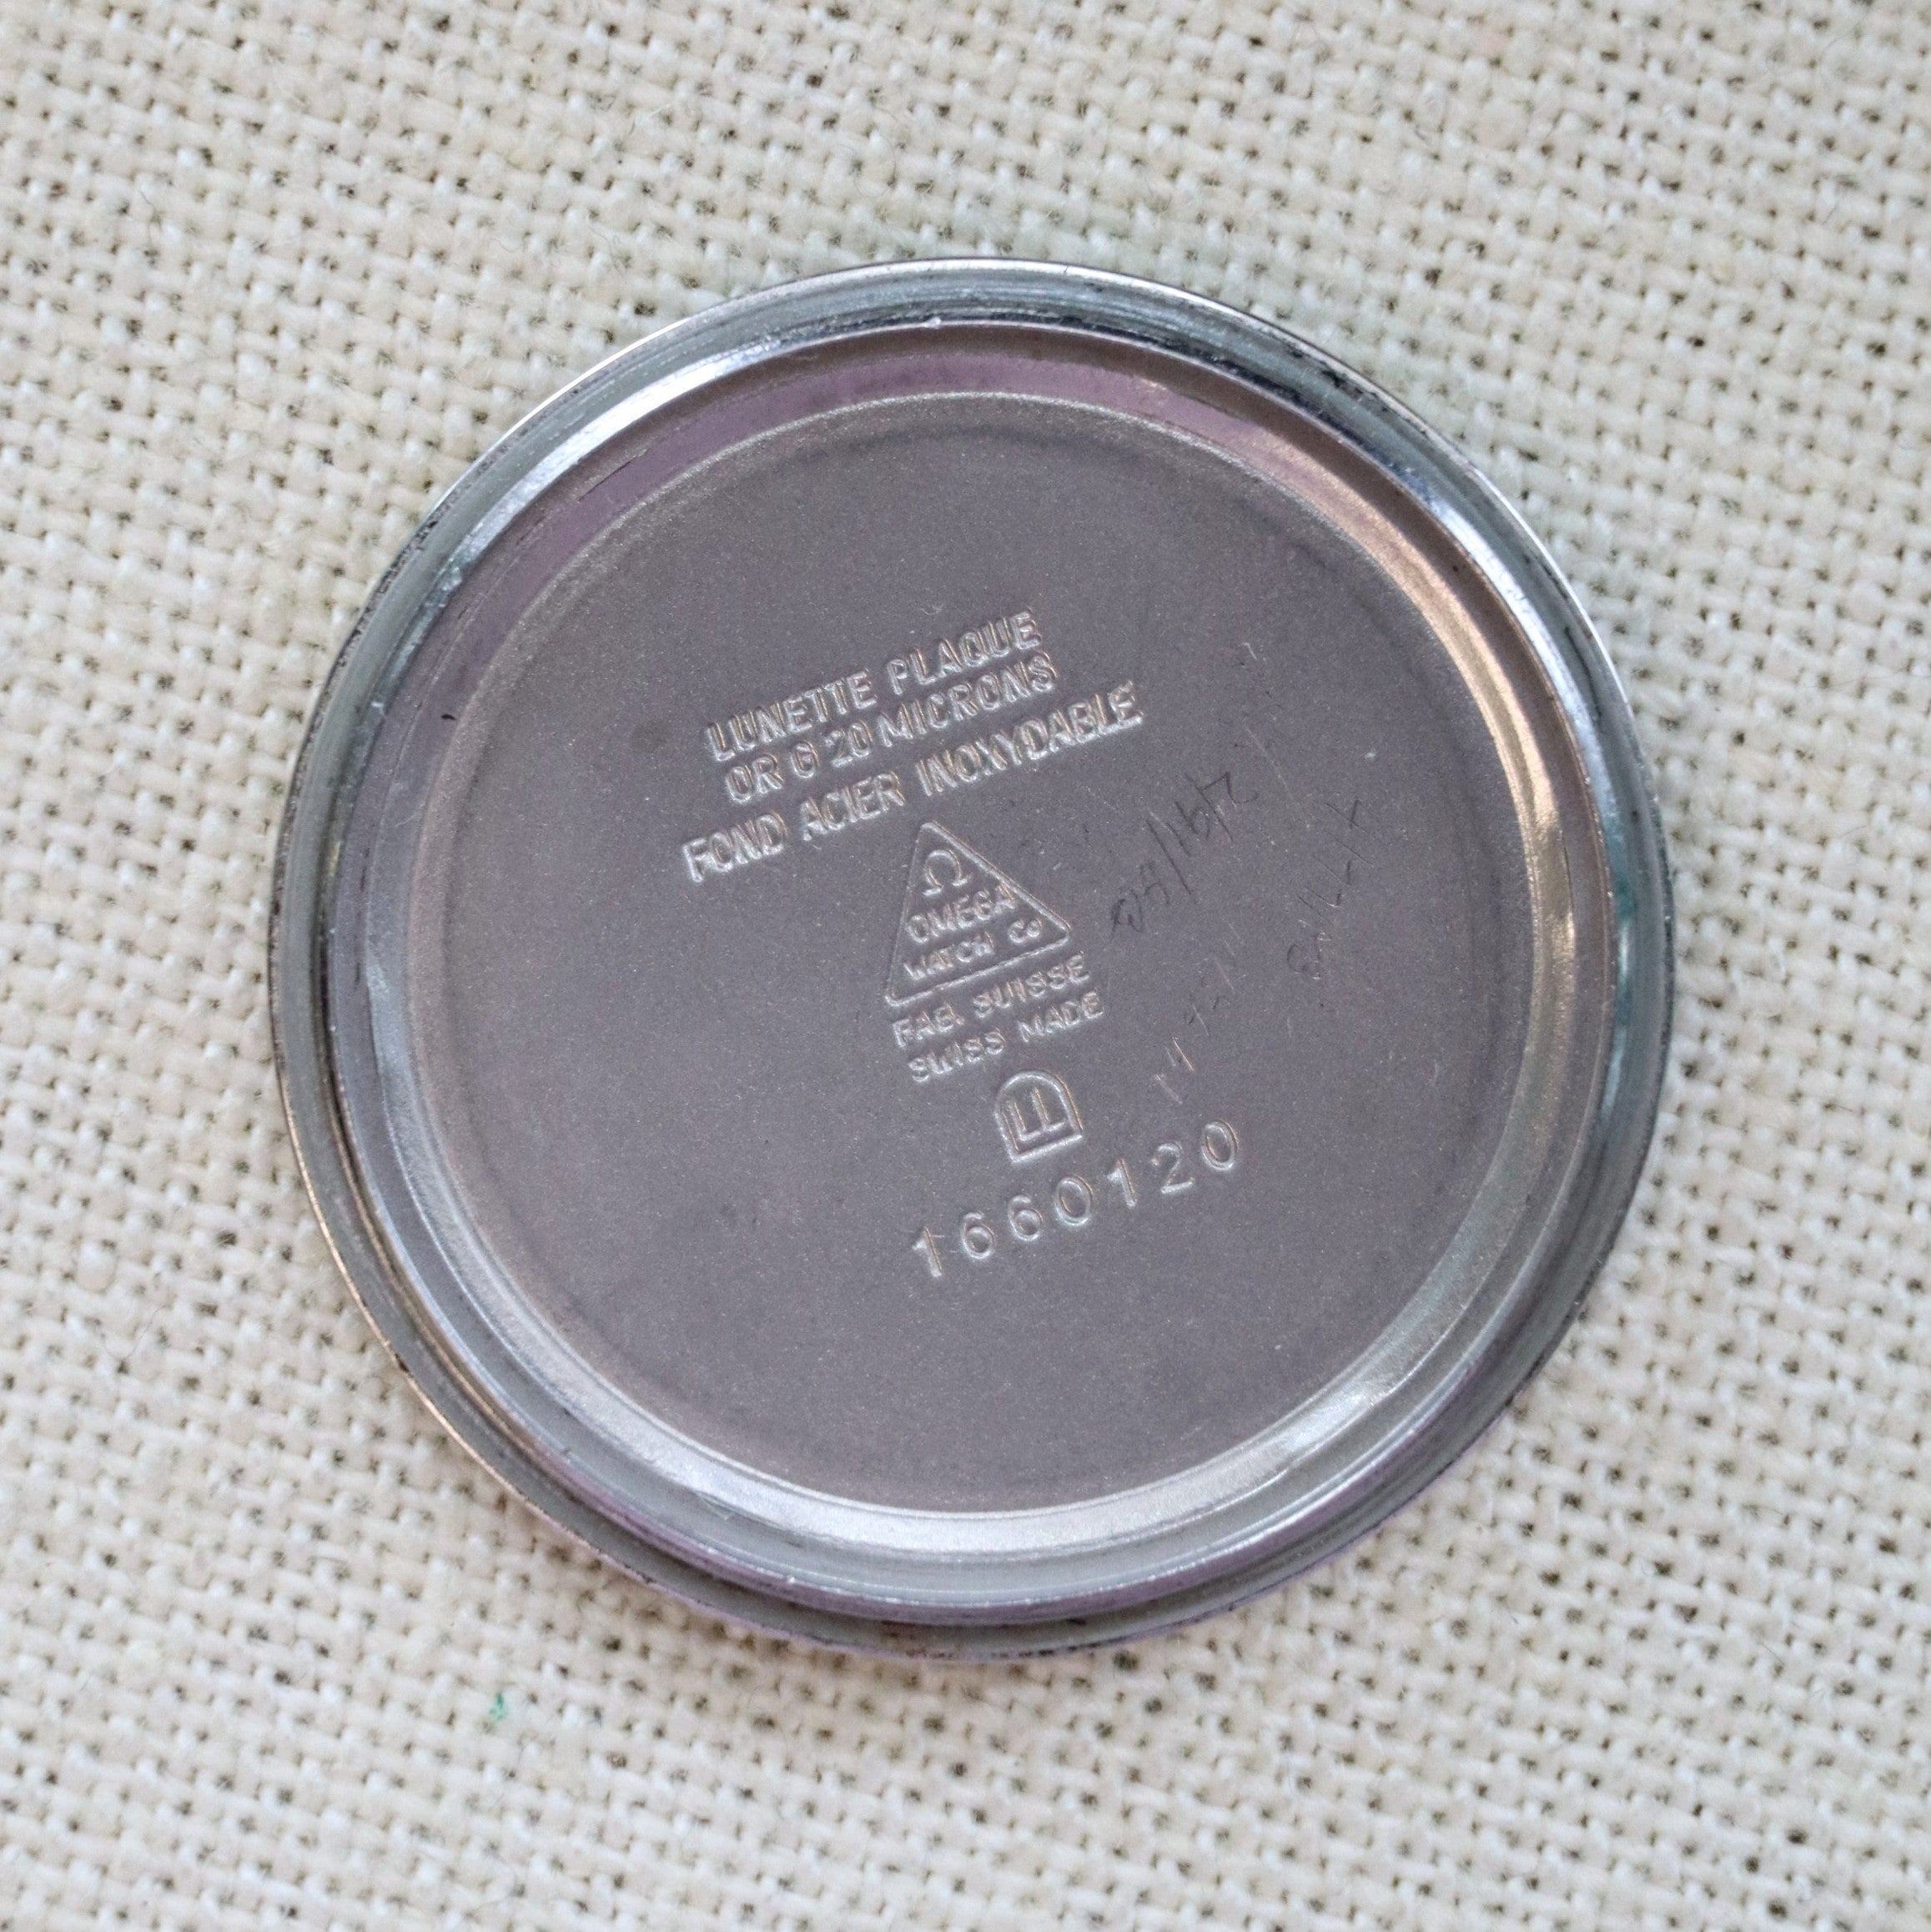 LUNETTE PLAQUE
OR G 20 MICRONS
FOND ACIER INOXYDABLE
Ω
OMEGA
WATCH Co
FAB. SUISSE
SWISS MADE
F
1660120